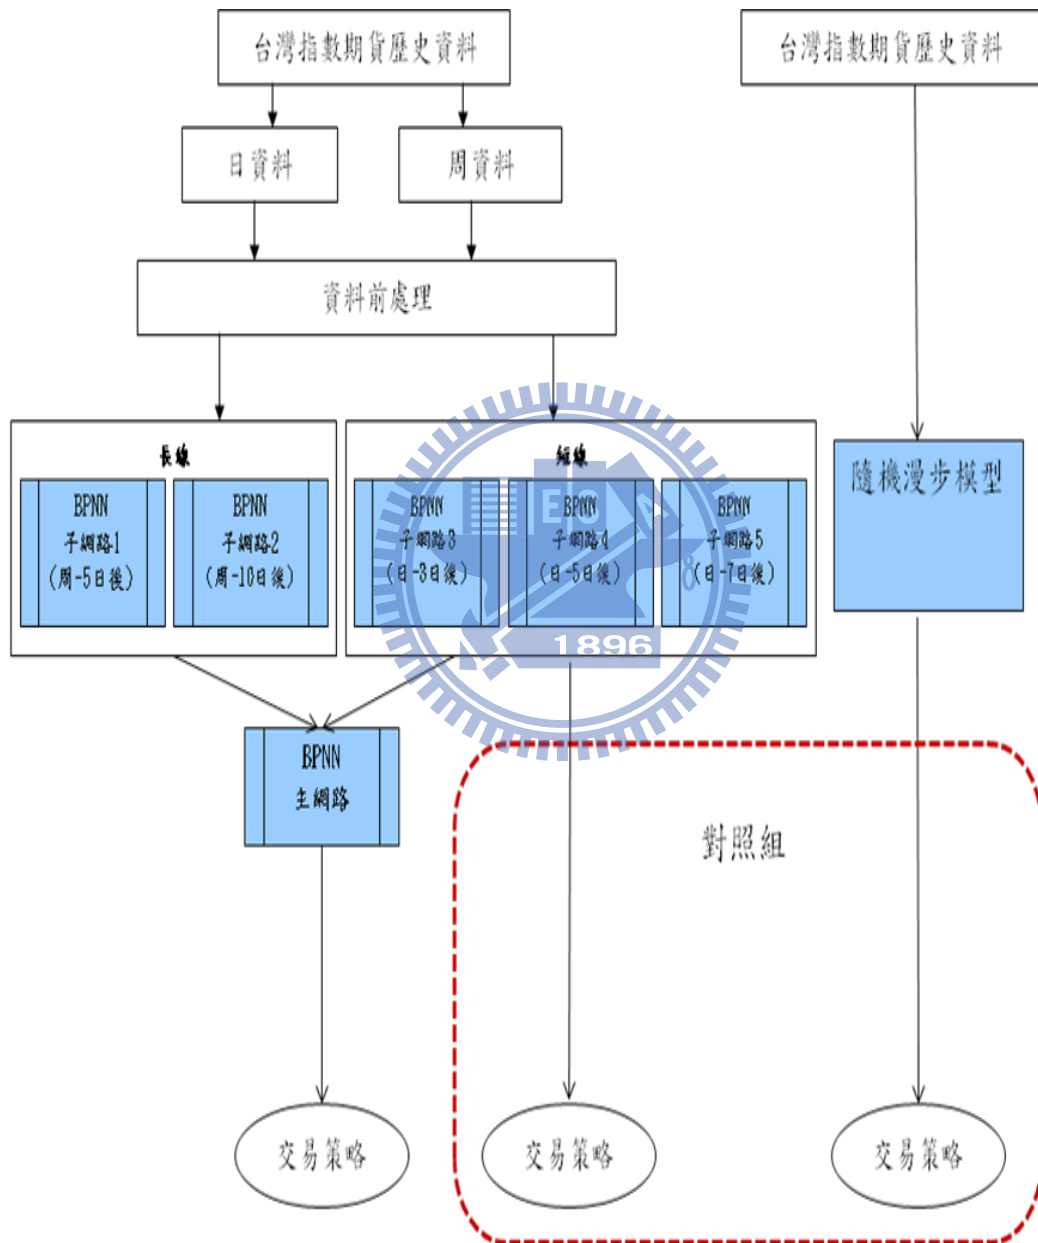 台灣指數期貨歷史資料
台灣指數期貨歷史資料
日資料
周資料
資料前處理
長線
短線
BPNN
子網路1
(周-5日後)
BPNN
子網路2
(周-10日後)
BPNN
子網路3
(日-3日後)
BPNN
子網路4
(日-5日後)
BPNN
子網路5
(日-7日後)
隨機漫步模型
E S A
8
1896
BPNN
主網路
對照組
交易策略
交易策略
交易策略